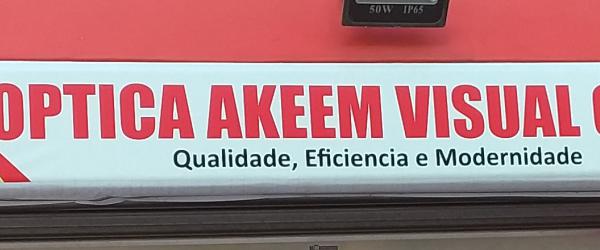 50W IP65
OPTICA AKEEM VISUAL
Qualidade, Eficiencia e Modernidade